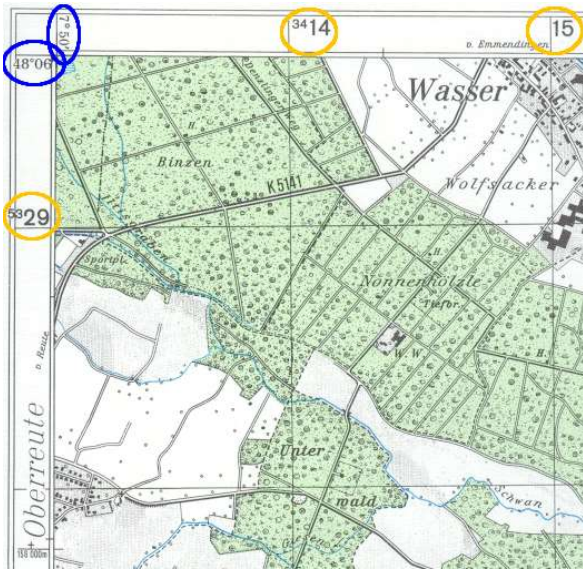 7° 50'
³⁴14
15
v. Emmendingen
48°06'
Wasser
H.
Binzen
K5141
Wolfsacker
⁵³29
Sportpl.
H.
Nonnenhölzle
Tiefbr.
W.W.
H.
v. Reute
Oberreute
Unter
wald
Schwan